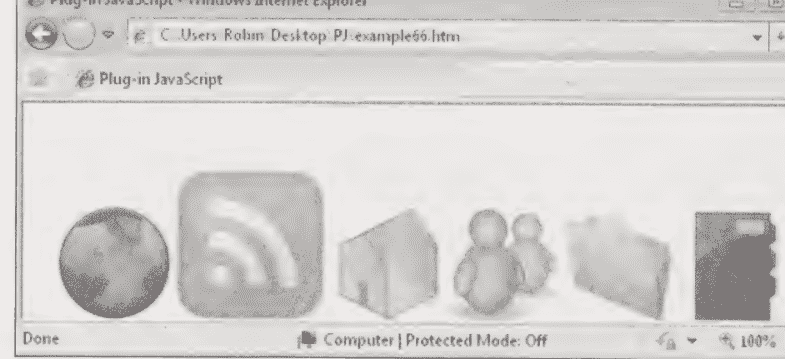 Plug-in JavaScript - Windows Internet Explorer
C Users Robin Desktop PJ example66.htm
Plug-in JavaScript
Done
Computer | Protected Mode: Off
100%